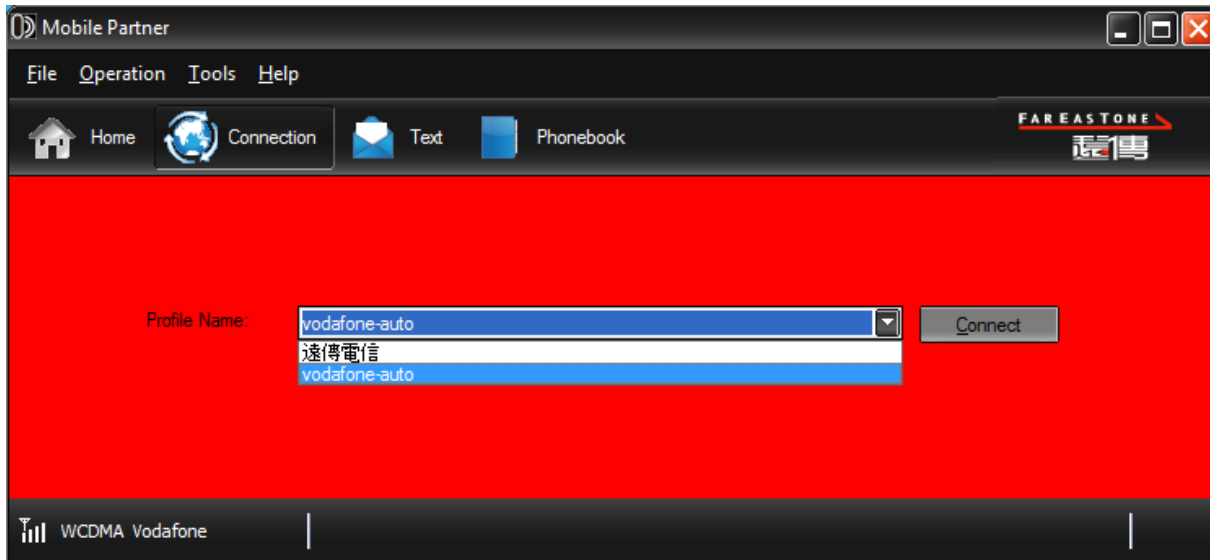 Mobile Partner
File Operation Tools Help
Home Connection Text Phonebook
FAREASTONE
遠傳
Profile Name: vodafone-auto Connect
遠傳電信
vodafone-auto
WCDMA Vodafone